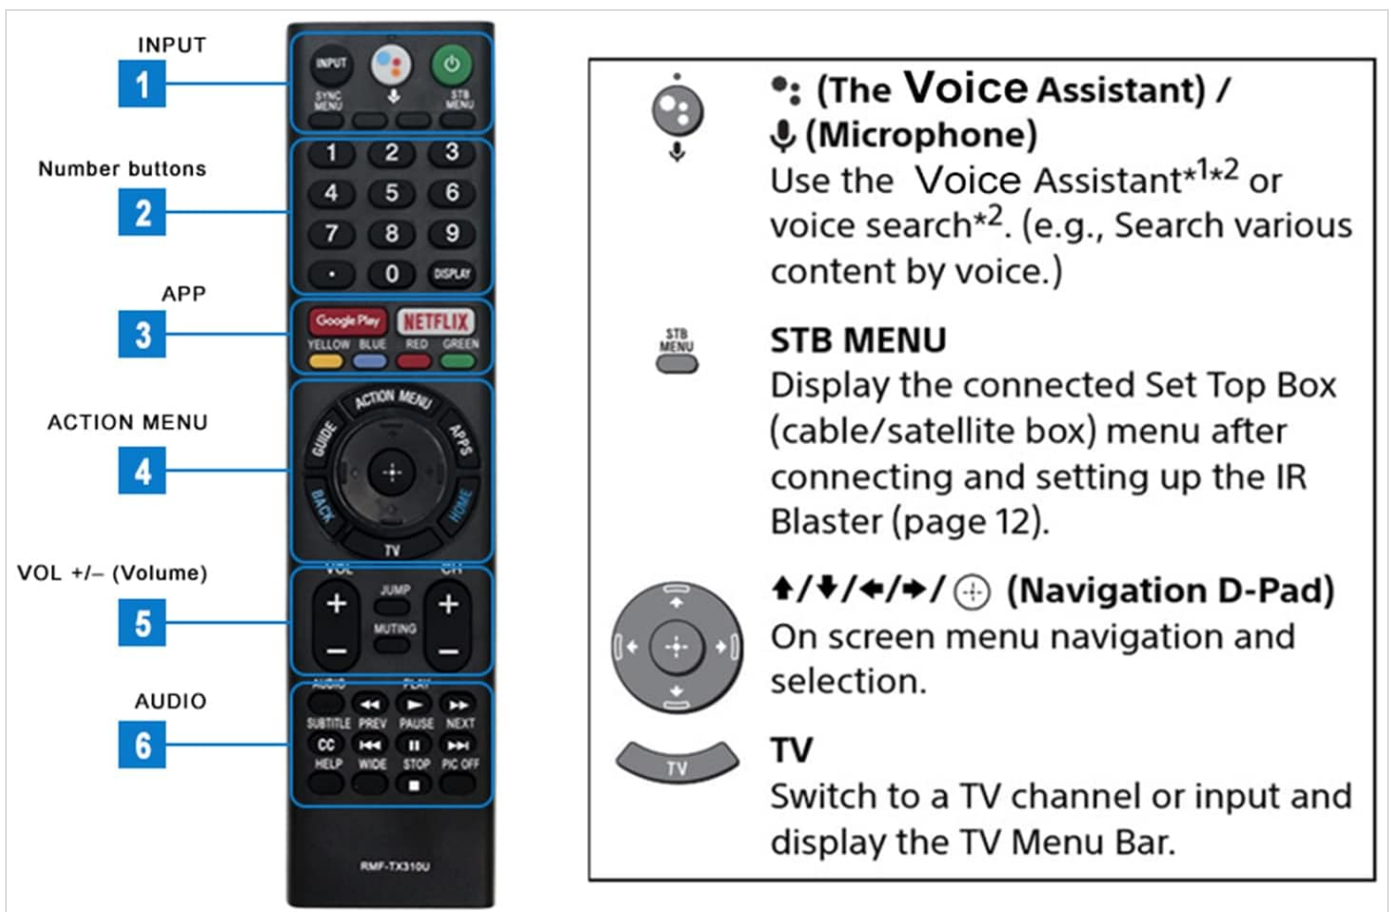 INPUT
1
Number buttons
2
APP
3
ACTION MENU
4
VOL +/– (Volume)
5
AUDIO
6
INPUT
SYNC MENU
STB MENU
1 2 3
4 5 6
7 8 9
· 0 DISPLAY
Google Play NETFLIX
YELLOW BLUE RED GREEN
ACTION MENU
GUIDE
APPS
BACK
HOME
TV
VOL
CH
+ JUMP +
MUTING
– –
AUDIO PLAY
SUBTITLE PREV PAUSE NEXT
CC
HELP WIDE STOP PIC OFF
RMF-TX310U
(The Voice Assistant) /
(Microphone)
Use the Voice Assistant*1*2 or
voice search*2. (e.g., Search various
content by voice.)
STB
MENU
STB MENU
Display the connected Set Top Box
(cable/satellite box) menu after
connecting and setting up the IR
Blaster (page 12).
🡅/🡇/🡄/🡆/ (Navigation D-Pad)
On screen menu navigation and
selection.
TV
TV
Switch to a TV channel or input and
display the TV Menu Bar.